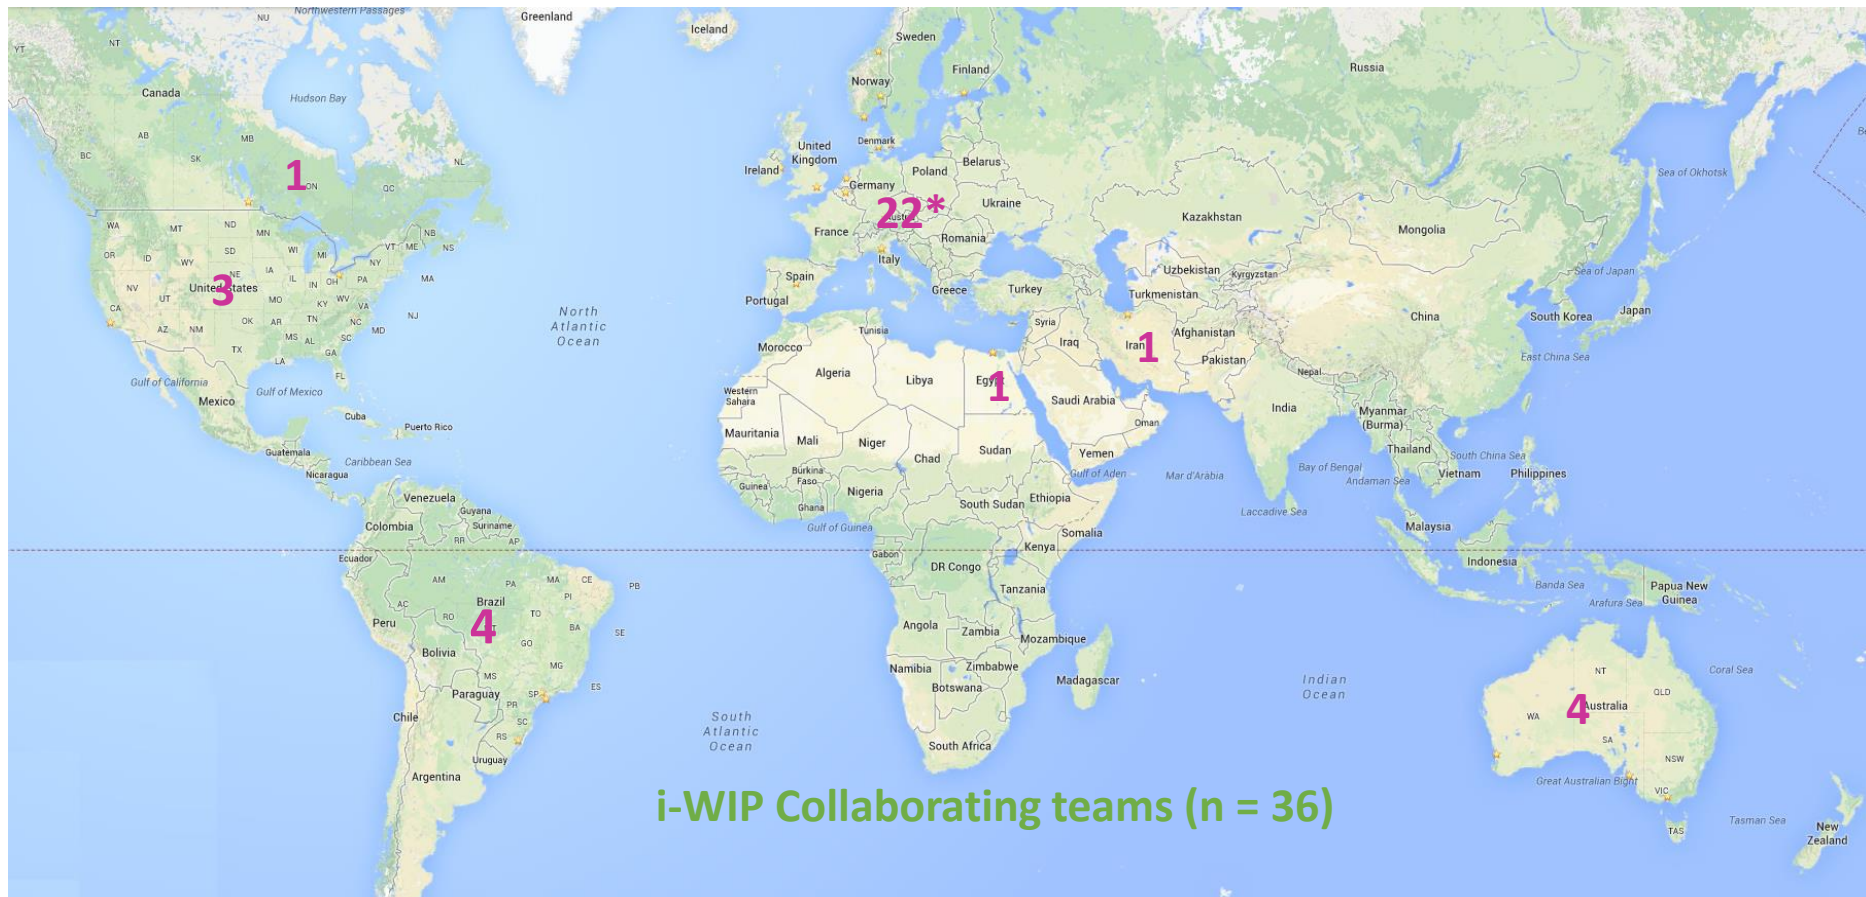 Northwestern Passages
Greenland
NU
Iceland
Sweden
NT
YT
Finland
Norway
Russia
Canada
Hudson Bay
AB
MB
BC
SK
NL
1
ON
QC
Denmark
United
Kingdom
Ireland
Poland
Belarus
Germany
22*
Ukraine
France
Romania
Italy
Kazakhstan
Mongolia
Sea of Okhotsk
WA
MT
ND
MN
NB
OR
ID
SD
WI
VT
ME
NS
WY
MI
NY
NE
IA
MA
NV
UT
United States
3
IL
IN
OH
PA
MO
KY
WV
VA
NJ
CA
AZ
NM
OK
AR
TN
NC
MD
MS
AL
SC
TX
GA
LA
FL
North
Atlantic
Ocean
Spain
Portugal
Greece
Turkey
Uzbekistan
Kyrgyzstan
Turkmenistan
Sea of Japan
China
South Korea
Japan
Syria
Tunisia
Morocco
Iraq
Iran
1
Afghanistan
Pakistan
East China Sea
Gulf of California
Gulf of Mexico
Mexico
Algeria
Libya
Egypt
1
Nepal
Western
Sahara
Saudi Arabia
India
Myanmar
(Burma)
Cuba
Puerto Rico
Oman
Mauritania
Mali
Niger
Chad
Sudan
Yemen
Thailand
Guatemala
Caribbean Sea
Nicaragua
South China Sea
Vietnam
Philippines
Burkina
Faso
Gulf of Aden
Mar d'Aràbia
Bay of Bengal
Andaman Sea
Guinea
Nigeria
Ghana
South Sudan
Ethiopia
Venezuela
Guyana
Suriname
Colombia
Laccadive Sea
Gulf of Guinea
Somalia
Malaysia
RR
AP
Ecuador
Gabon
Kenya
Indonesia
DR Congo
AM
PA
MA
CE
PB
Tanzania
Banda Sea
Papua New
Guinea
Arafura Sea
AC
Brazil
PI
RO
TO
4
Peru
BA
SE
GO
Angola
Zambia
Mozambique
Bolivia
MG
MS
Namibia
Zimbabwe
Botswana
Madagascar
Indian
Ocean
Coral Sea
NT
QLD
Paraguay
SP
ES
PR
SC
Chile
RS
South
Atlantic
Ocean
WA
4
Australia
SA
NSW
South Africa
Uruguay
Argentina
Great Australian Bight
VIC
TAS
Tasman Sea
New
Zealand
i-WIP Collaborating teams (n = 36)